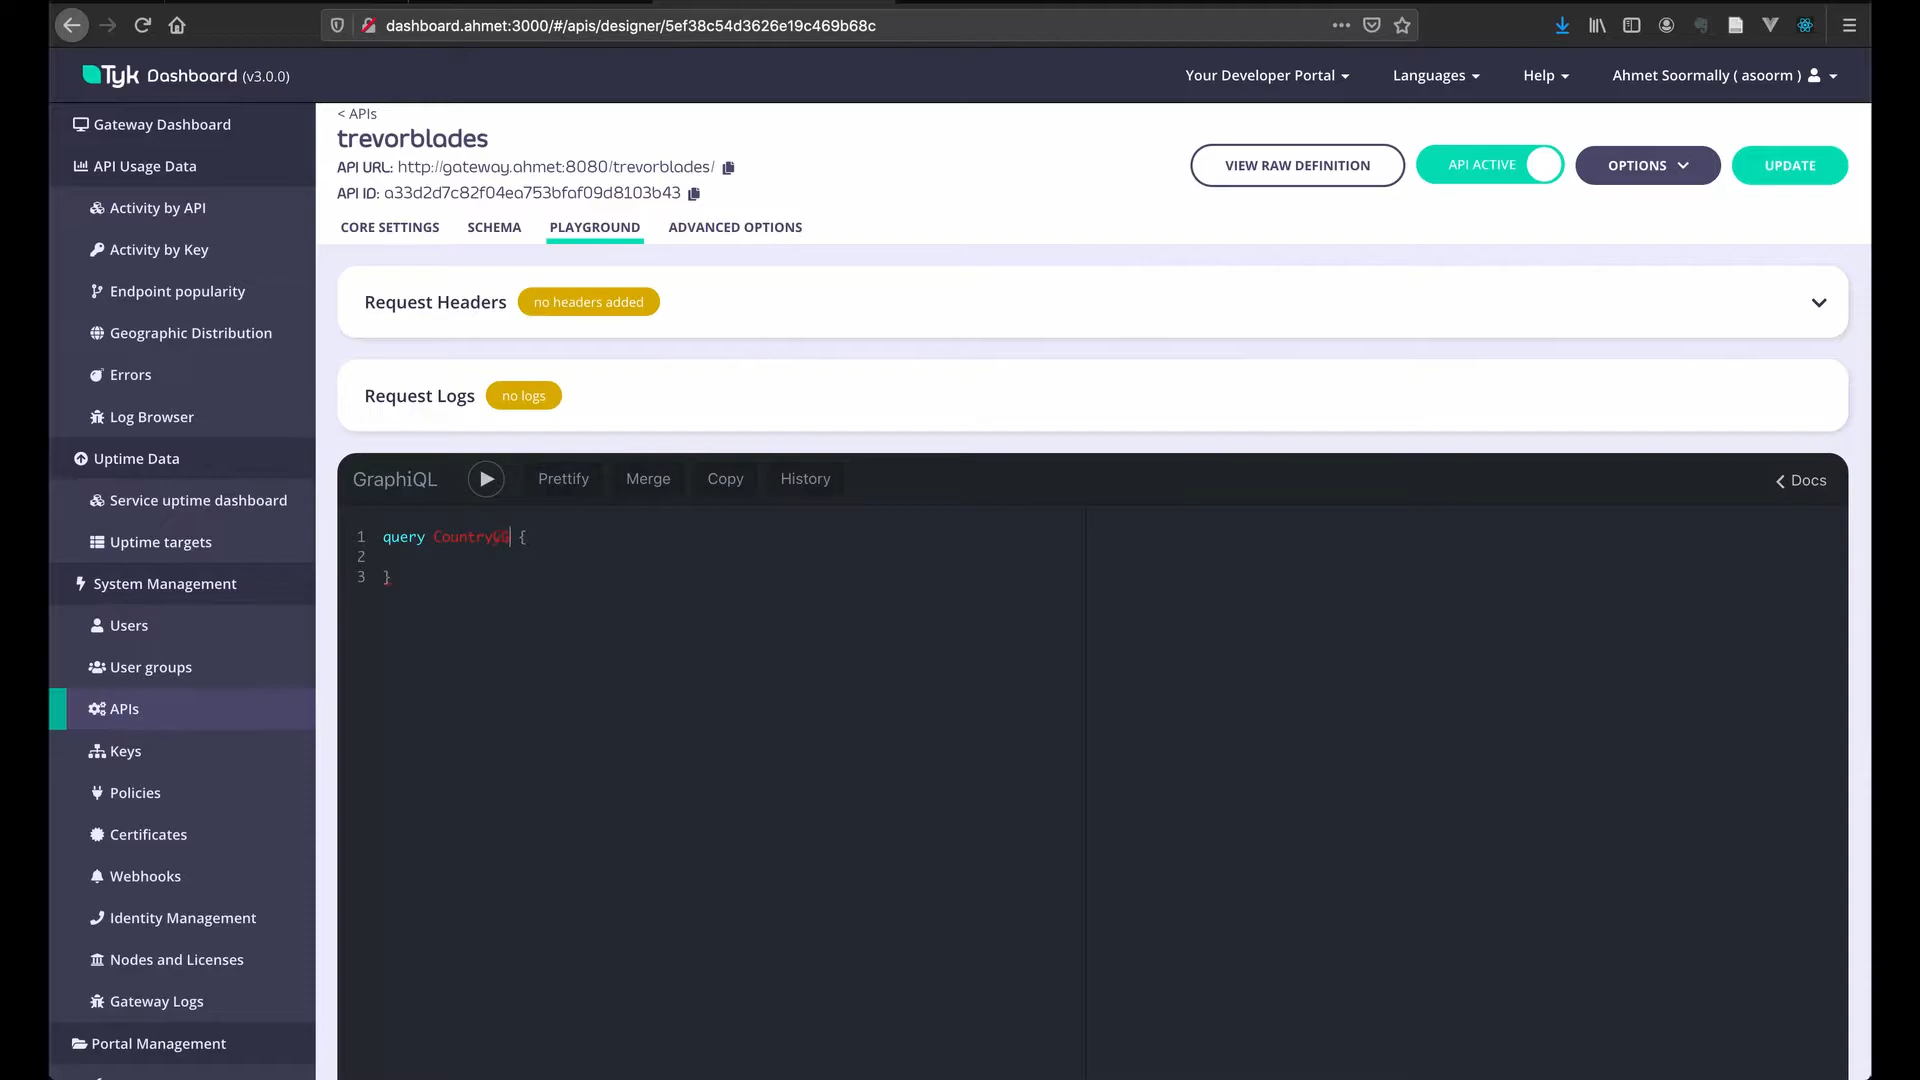 dashboard.ahmet:3000/#/apis/designer/5ef38c54d3626e19c469b68c
Tyk Dashboard (v3.0.0)
Your Developer Portal
Languages
Help
Ahmet Soormally ( asoorm )
Gateway Dashboard
API Usage Data
Activity by API
Activity by Key
Endpoint popularity
Geographic Distribution
Errors
Log Browser
Uptime Data
Service uptime dashboard
Uptime targets
System Management
Users
User groups
APIs
Keys
Policies
Certificates
Webhooks
Identity Management
Nodes and Licenses
Gateway Logs
Portal Management
< APIs
trevorblades
API URL: http://gateway.ahmet:8080/trevorblades/
API ID: a33d2d7c82f04ea753bfaf09d8103b43
VIEW RAW DEFINITION
API ACTIVE
OPTIONS
UPDATE
CORE SETTINGS
SCHEMA
PLAYGROUND
ADVANCED OPTIONS
Request Headers
no headers added
Request Logs
no logs
GraphiQL
Prettify
Merge
Copy
History
Docs
1 query {
2
3 }